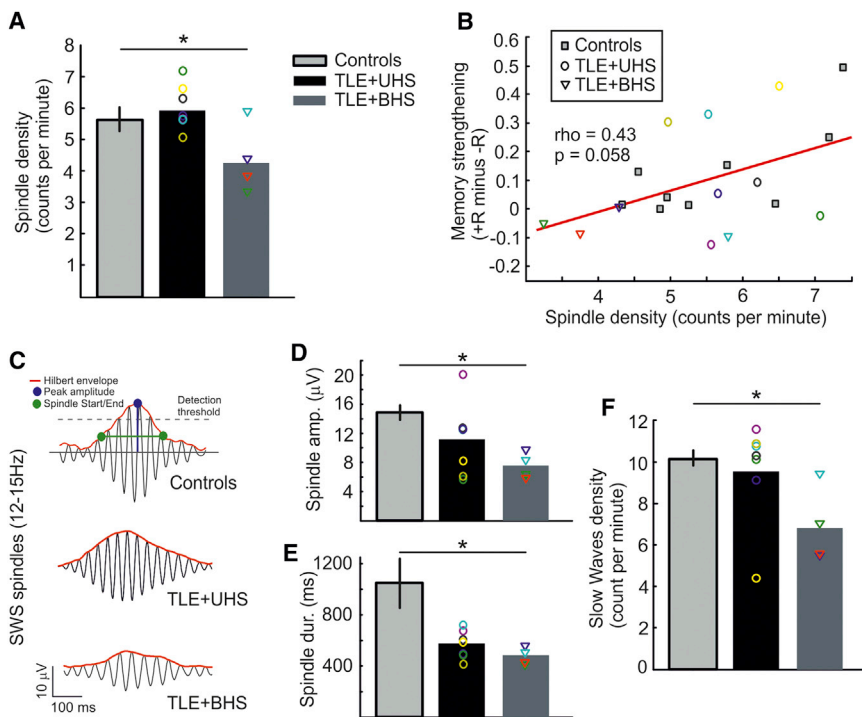 A
*
8
7
6
5
4
3
2
1
Spindle density
(counts per minute)
Controls
TLE+UHS
TLE+BHS
B
Controls
TLE+UHS
TLE+BHS
rho = 0.43
p = 0.058
0.5
0.4
0.3
0.2
0.1
0
-0.1
-0.2
Memory strengthening
(+R minus -R)
4 5 6 7
Spindle density (counts per minute)
C
Hilbert envelope
Peak amplitude
Spindle Start/End
Detection
threshold
Controls
SWS spindles (12-15Hz)
TLE+UHS
TLE+BHS
10 µV
100 ms
D
*
20
16
12
8
4
Spindle amp. (µV)
E
*
1200
800
400
Spindle dur. (ms)
F
*
12
10
8
6
4
2
0
Slow Waves density
(count per minute)